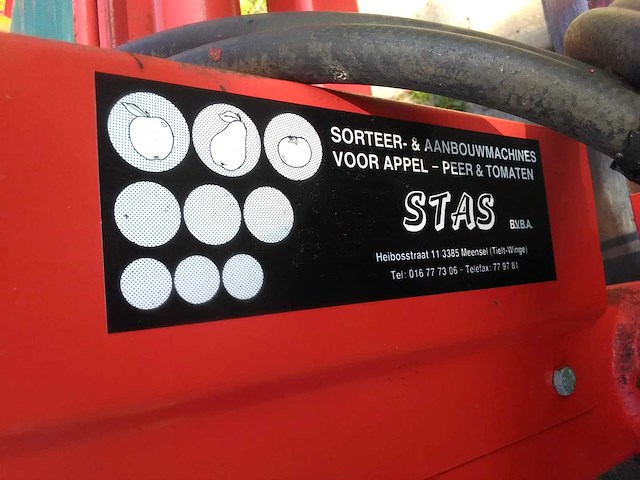 SORTEER- & AANBOUWMACHINES
VOOR APPEL - PEER & TOMATEN
STAS B.V.B.A.
Heibosstraat 11 3385 Meensel (Tielt-Winge)
Tel: 016 77 73 06 - Telefax: 77 97 81